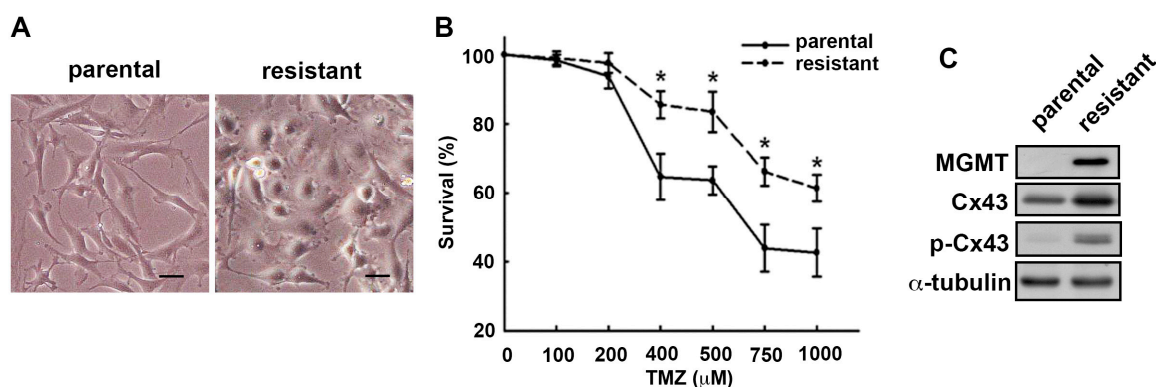 A
parental
resistant
B
parental
resistant
100
80
60
40
20
Survival (%)
* * * *
0 100 200 400 500 750 1000
TMZ (μM)
C
parental
resistant
MGMT
Cx43
p-Cx43
α-tubulin